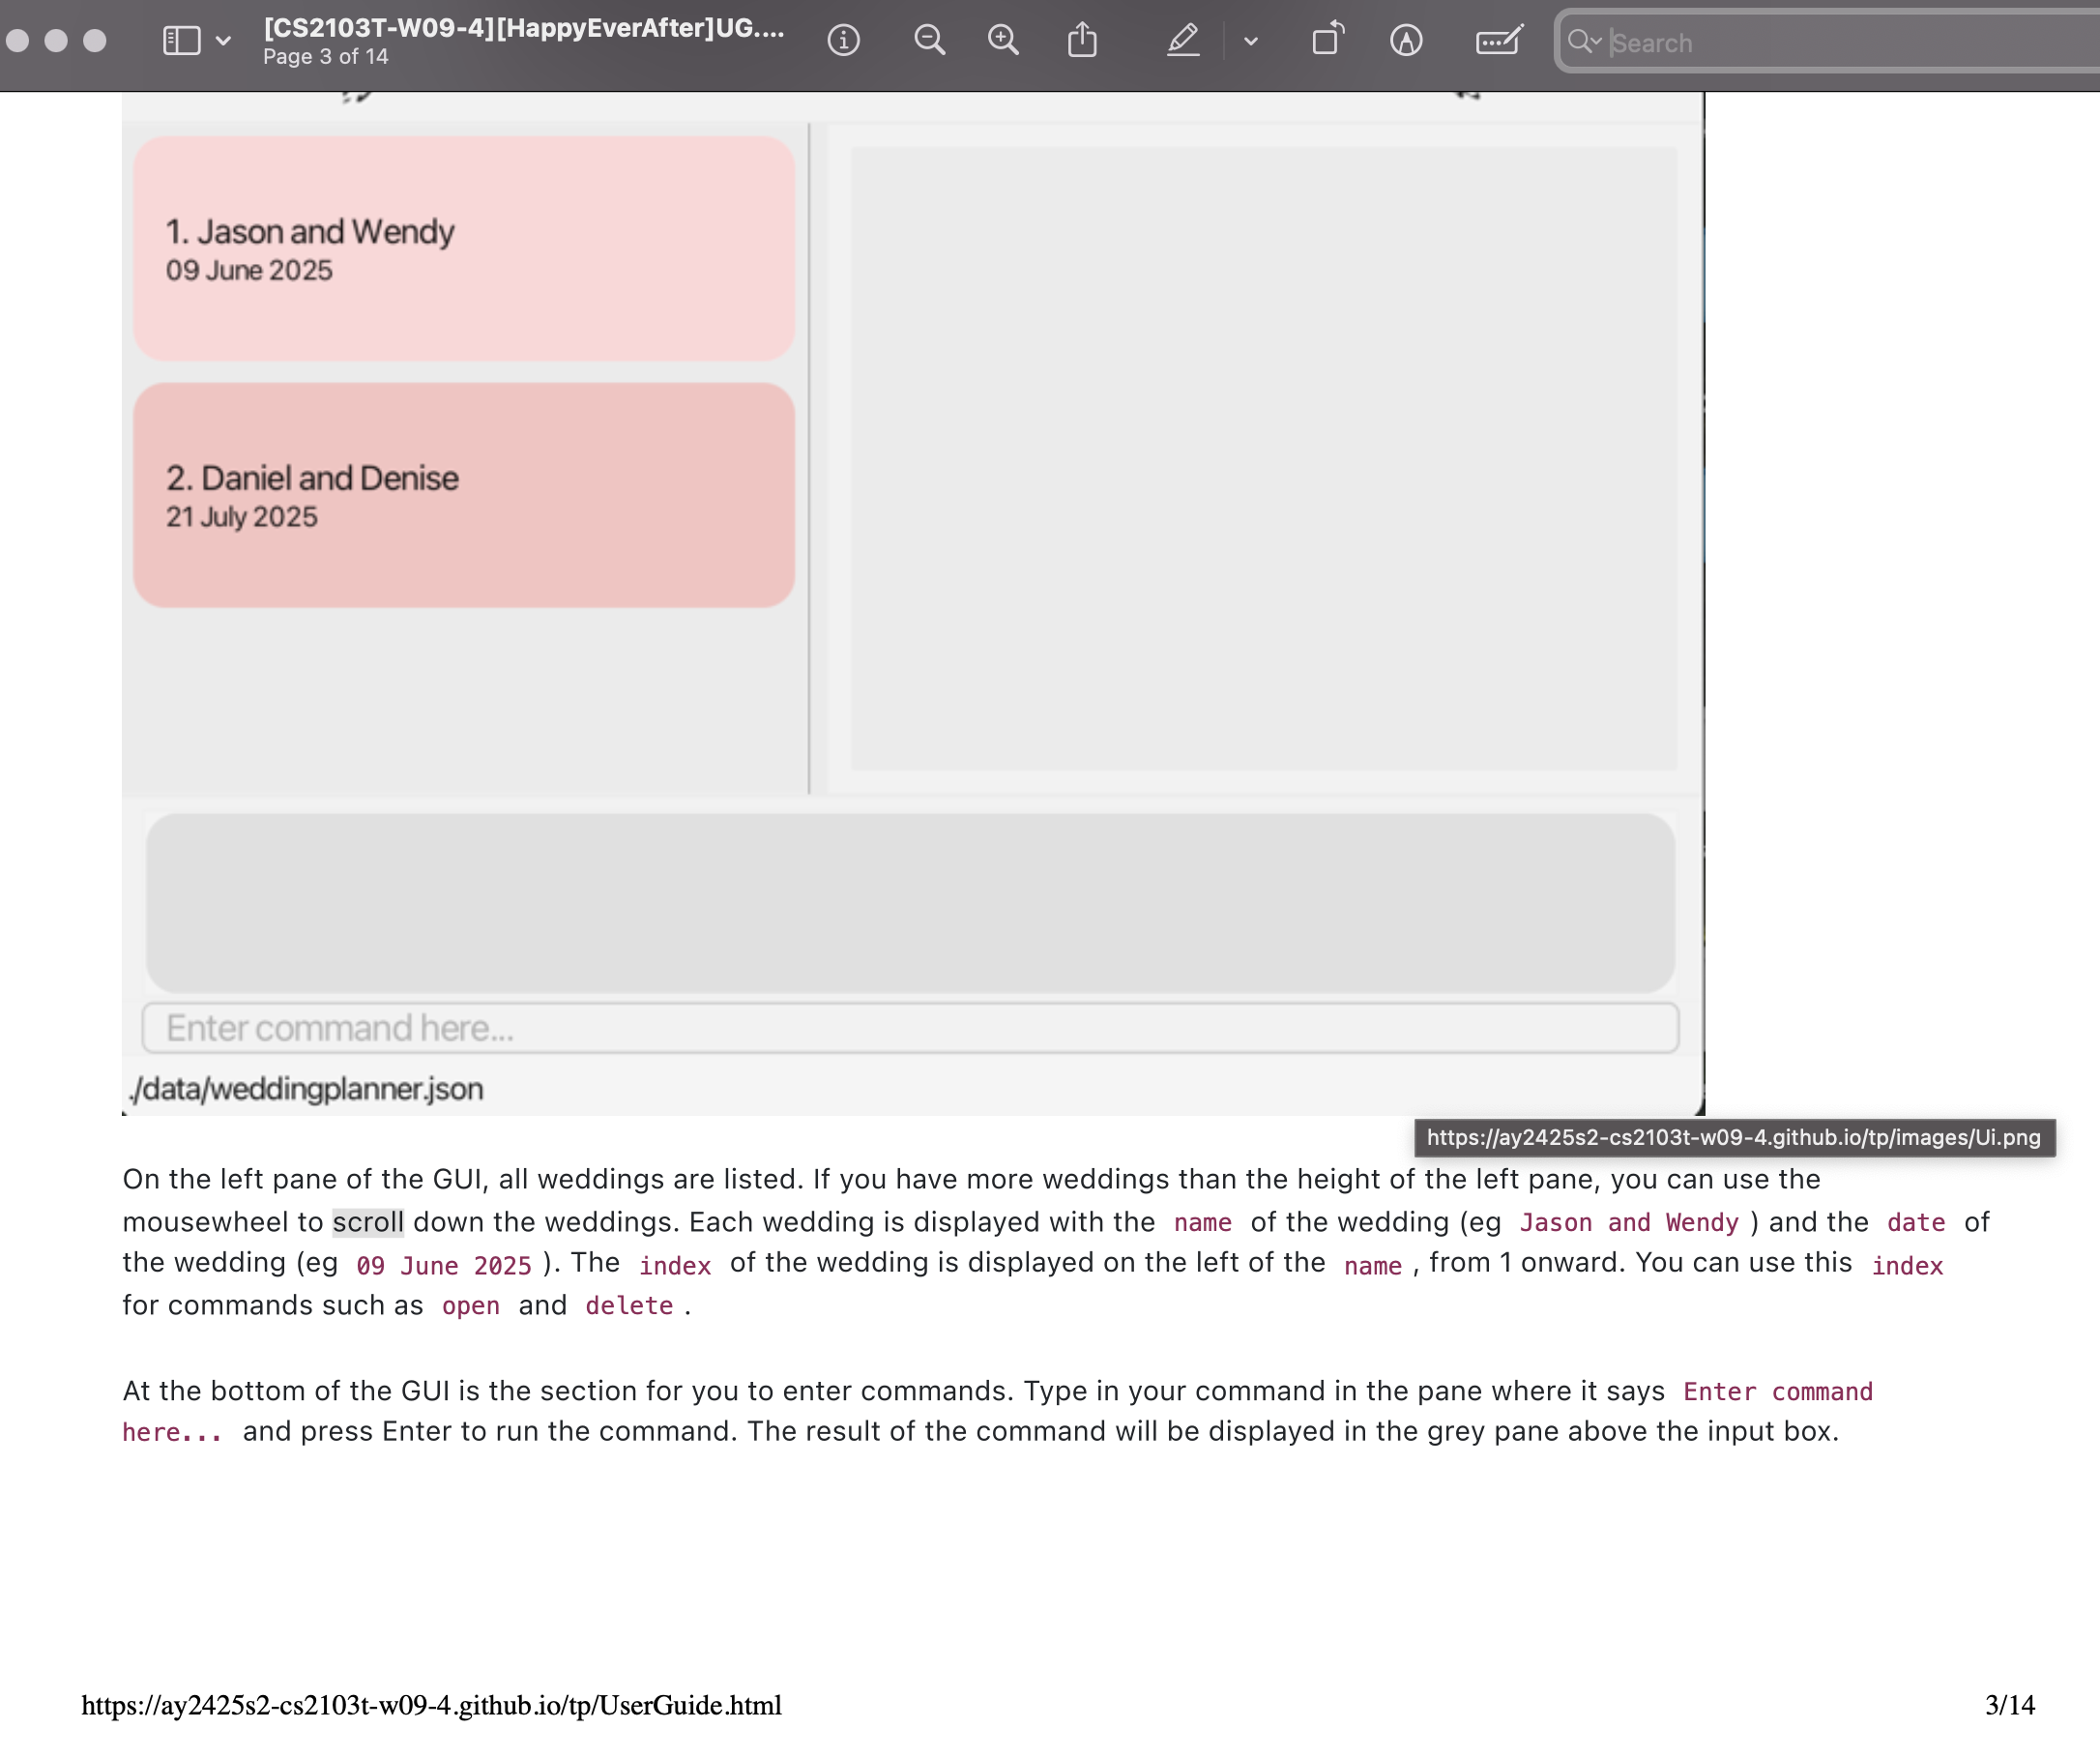 [CS2103T-W09-4][HappyEverAfter]UG....
Page 3 of 14
Search
1. Jason and Wendy
09 June 2025
2. Daniel and Denise
21 July 2025
Enter command here...
./data/weddingplanner.json
https://ay2425s2-cs2103t-w09-4.github.io/tp/images/Ui.png
On the left pane of the GUI, all weddings are listed. If you have more weddings than the height of the left pane, you can use the
mousewheel to scroll down the weddings. Each wedding is displayed with the name of the wedding (eg Jason and Wendy ) and the date of
the wedding (eg 09 June 2025 ). The index of the wedding is displayed on the left of the name , from 1 onward. You can use this index
for commands such as open and delete .
At the bottom of the GUI is the section for you to enter commands. Type in your command in the pane where it says Enter command
here... and press Enter to run the command. The result of the command will be displayed in the grey pane above the input box.
https://ay2425s2-cs2103t-w09-4.github.io/tp/UserGuide.html
3/14